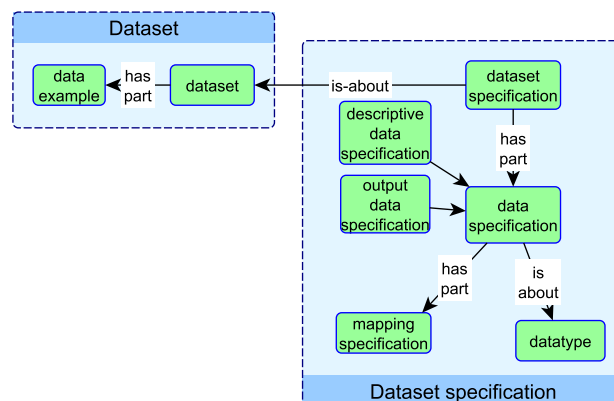 Dataset
data
example
has
part
dataset
is-about
dataset
specification
descriptive
data
specification
has
part
output
data
specification
data
specification
has
part
is
about
mapping
specification
datatype
Dataset specification